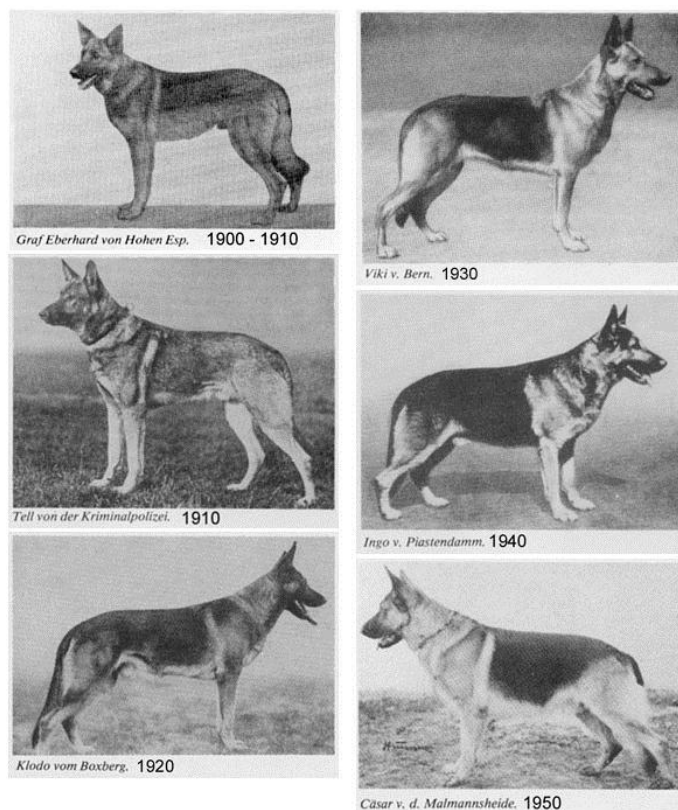 Graf Eberhard von Hohen Esp. 1900 - 1910
Tell von der Kriminalpolizei. 1910
Klodo vom Boxberg. 1920
Viki v. Bern. 1930
Ingo v. Piastendamm. 1940
Cäsar v. d. Malmannsheide. 1950